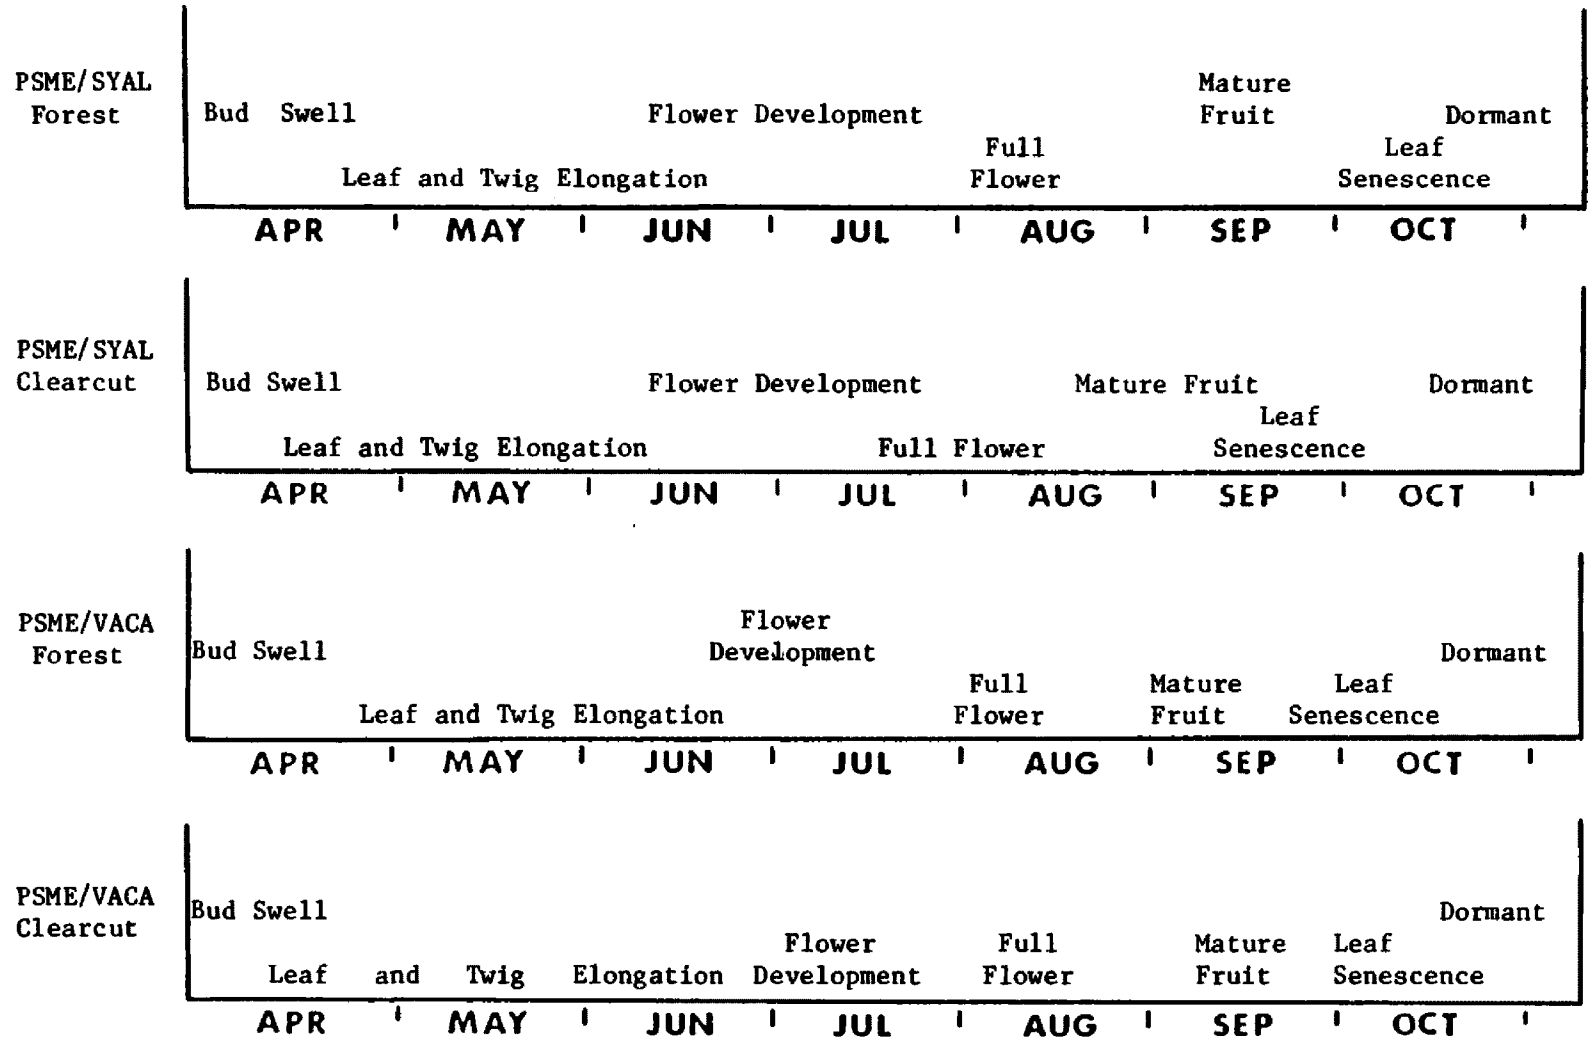 PSME/SYAL
Forest
Mature
Bud Swell Flower Development Fruit Dormant
Full Leaf
Leaf and Twig Elongation Flower Senescence
APR MAY JUN JUL AUG SEP OCT
PSME/SYAL
Clearcut
Bud Swell Flower Development Mature Fruit Dormant
Leaf
Leaf and Twig Elongation Full Flower Senescence
APR MAY JUN JUL AUG SEP OCT
PSME/VACA
Forest
Flower
Bud Swell Development Dormant
Full Mature Leaf
Leaf and Twig Elongation Flower Fruit Senescence
APR MAY JUN JUL AUG SEP OCT
PSME/VACA
Clearcut
Bud Swell Dormant
Flower Full Mature Leaf
Leaf and Twig Elongation Development Flower Fruit Senescence
APR MAY JUN JUL AUG SEP OCT